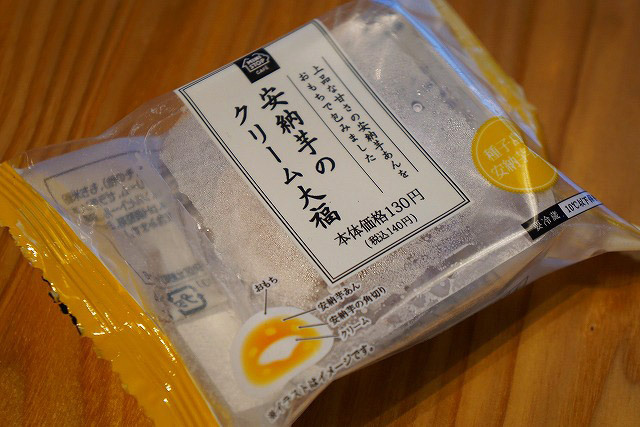 STOP
CAFE
安納芋の
クリーム大福
上品な甘さの安納芋あんを
おもちで包みました
本体価格130円
(税込140円)
種子島
安納芋
要冷蔵
おもち
安納芋あん
安納芋の角切り
クリーム
※イラストはイメージです。